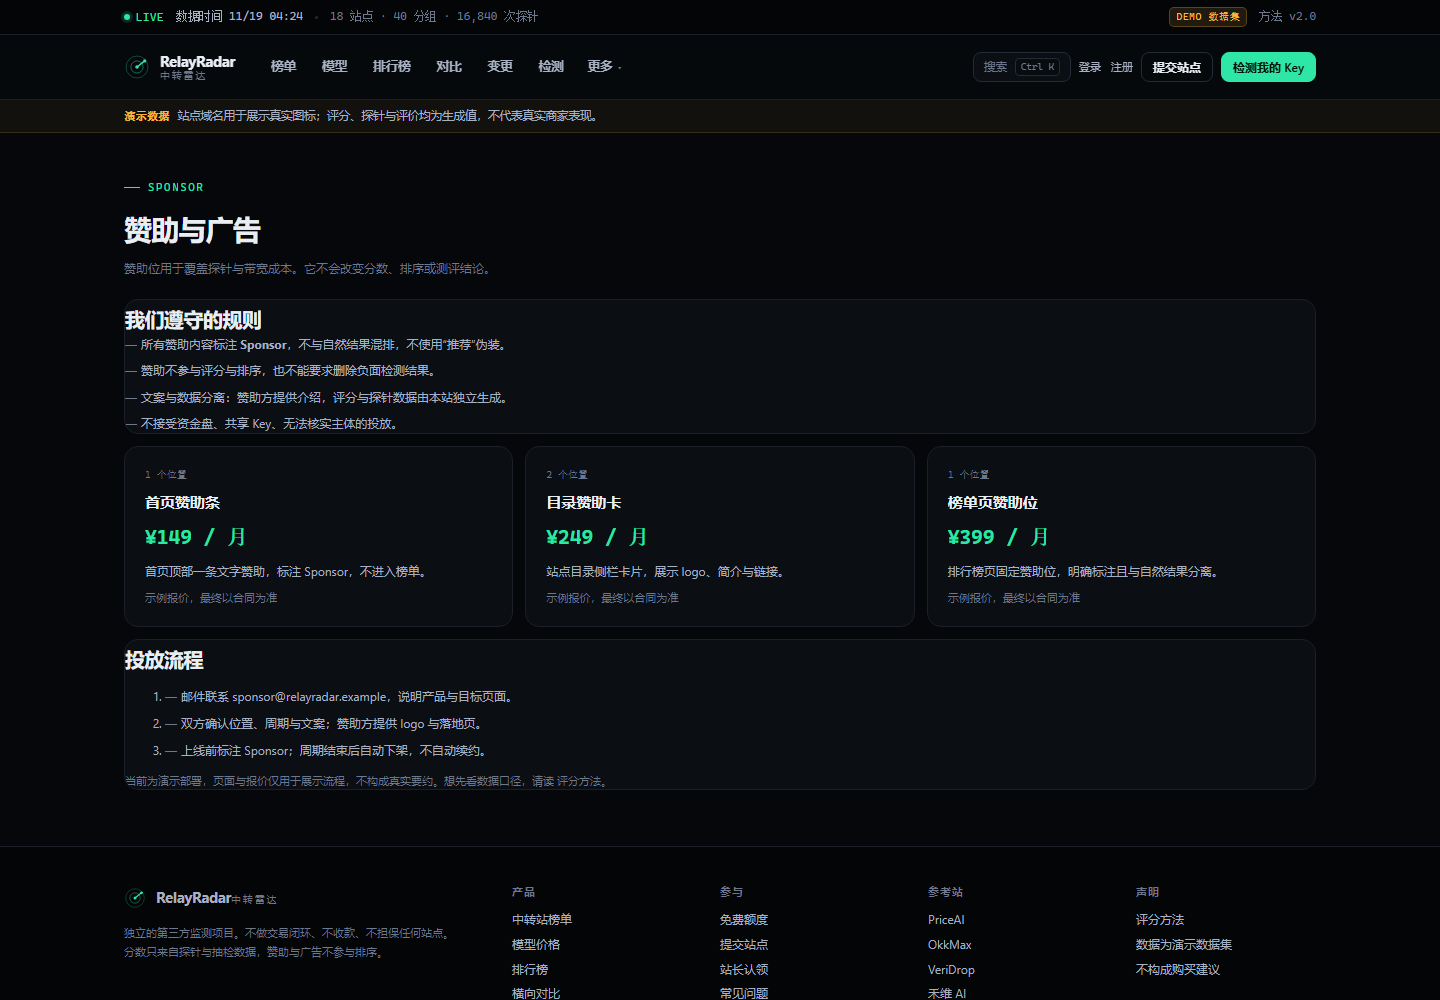 LIVE 数据时间 11/19 04:24 · 18 站点 · 40 分组 · 16,840 次探针 DEMO 数据集 方法 v2.0
RelayRadar 中转雷达 榜单 模型 排行榜 对比 变更 检测 更多 搜索 Ctrl K 登录 注册 提交站点 检测我的 Key
演示数据 站点域名用于展示真实图标；评分、探针与评价均为生成值，不代表真实商家表现。
— SPONSOR
赞助与广告
赞助位用于覆盖探针与带宽成本。它不会改变分数、排序或测评结论。
我们遵守的规则
— 所有赞助内容标注 Sponsor，不与自然结果混排，不使用“推荐”伪装。
— 赞助不参与评分与排序，也不能要求删除负面检测结果。
— 文案与数据分离：赞助方提供介绍，评分与探针数据由本站独立生成。
— 不接受资金盘、共享 Key、无法核实主体的投放。
1 个位置
首页赞助条
¥149 / 月
首页顶部一条文字赞助，标注 Sponsor，不进入榜单。
示例报价，最终以合同为准
2 个位置
目录赞助卡
¥249 / 月
站点目录侧栏卡片，展示 logo、简介与链接。
示例报价，最终以合同为准
1 个位置
榜单页赞助位
¥399 / 月
排行榜页固定赞助位，明确标注且与自然结果分离。
示例报价，最终以合同为准
投放流程
1. — 邮件联系 sponsor@relayradar.example，说明产品与目标页面。
2. — 双方确认位置、周期与文案；赞助方提供 logo 与落地页。
3. — 上线前标注 Sponsor；周期结束后自动下架，不自动续约。
当前为演示部署，页面与报价仅用于展示流程，不构成真实要约。想先看数据口径，请读 评分方法。
RelayRadar中转雷达
独立的第三方监测项目。不做交易闭环、不收款、不担保任何站点。
分数只来自探针与抽检数据，赞助与广告不参与排序。
产品
中转站榜单
模型价格
排行榜
横向对比
参与
免费额度
提交站点
站长认领
常见问题
参考站
PriceAI
OkkMax
VeriDrop
禾维 AI
声明
评分方法
数据为演示数据集
不构成购买建议